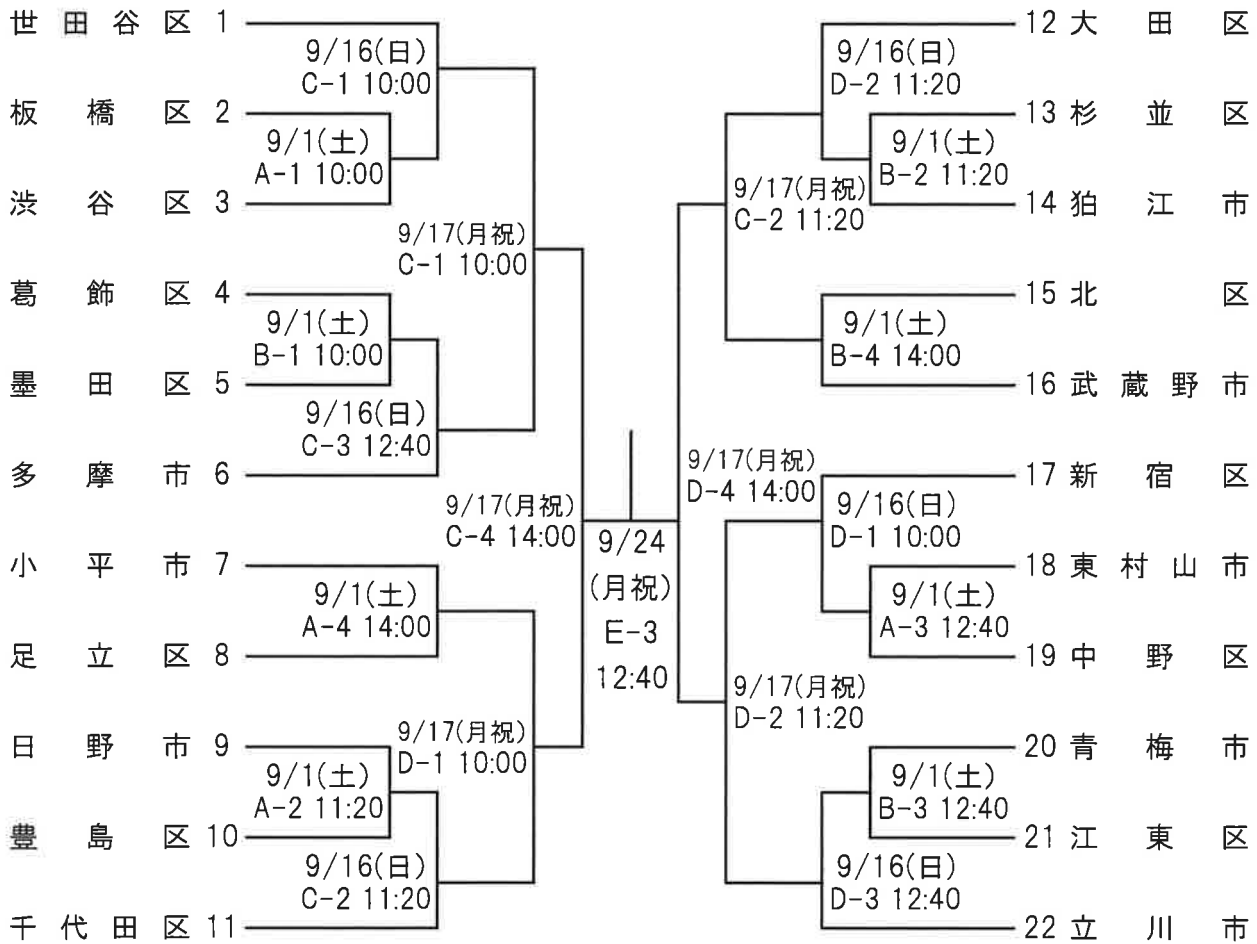 世田谷区 1
9/16(日)
C-1 10:00
板橋区 2
9/1(土)
A-1 10:00
渋谷区 3
9/17(月祝)
C-1 10:00
葛飾区 4
9/1(土)
B-1 10:00
墨田区 5
9/16(日)
C-3 12:40
多摩市 6
9/17(月祝)
C-4 14:00
小平市 7
9/1(土)
A-4 14:00
足立区 8
9/17(月祝)
D-1 10:00
日野市 9
9/1(土)
A-2 11:20
豊島区 10
9/16(日)
C-2 11:20
千代田区 11
9/24
(月祝)
E-3
12:40
12 大田区
9/16(日)
D-2 11:20
13 杉並区
9/1(土)
B-2 11:20
14 狛江市
9/17(月祝)
C-2 11:20
15 北区
9/1(土)
B-4 14:00
16 武蔵野市
9/17(月祝)
D-4 14:00
17 新宿区
9/16(日)
D-1 10:00
18 東村山市
9/1(土)
A-3 12:40
19 中野区
9/17(月祝)
D-2 11:20
20 青梅市
9/1(土)
B-3 12:40
21 江東区
9/16(日)
D-3 12:40
22 立川市